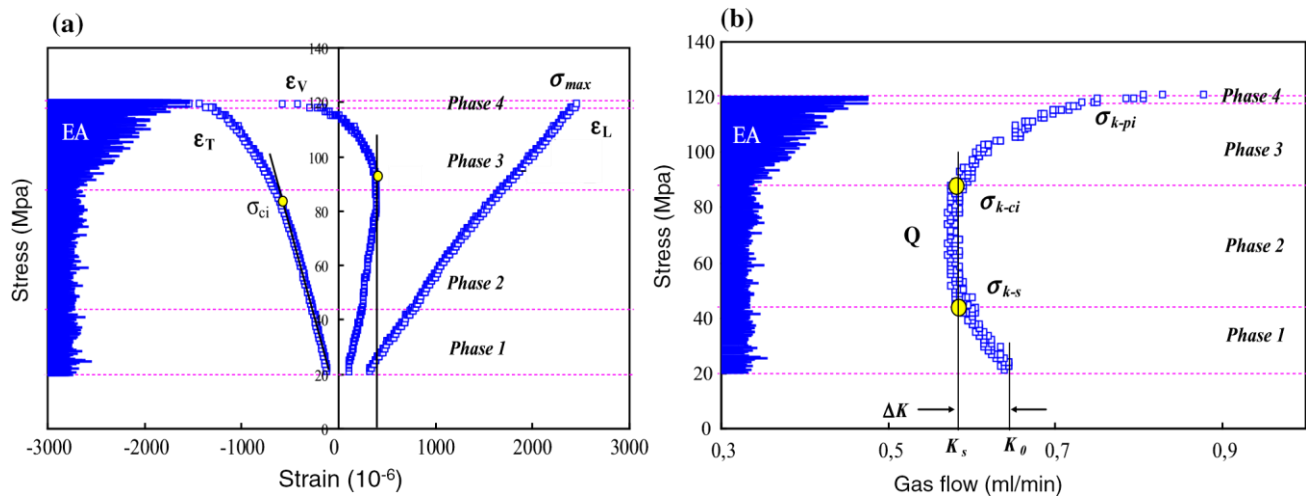 (a)
140
120
100
80
60
40
20
0
Stress (Mpa)
EA
εT
εV
σci
σmax
εL
Phase 4
Phase 3
Phase 2
Phase 1
-3000 -2000 -1000 0 1000 2000 3000
Strain (10-6)
(b)
140
120
100
80
60
40
20
0
Stress (Mpa)
EA
Phase 4
σk-pi
Phase 3
σk-ci
Q
Phase 2
σk-s
Phase 1
ΔK
Ks K0
0,3 0,5 0,7 0,9
Gas flow (ml/min)